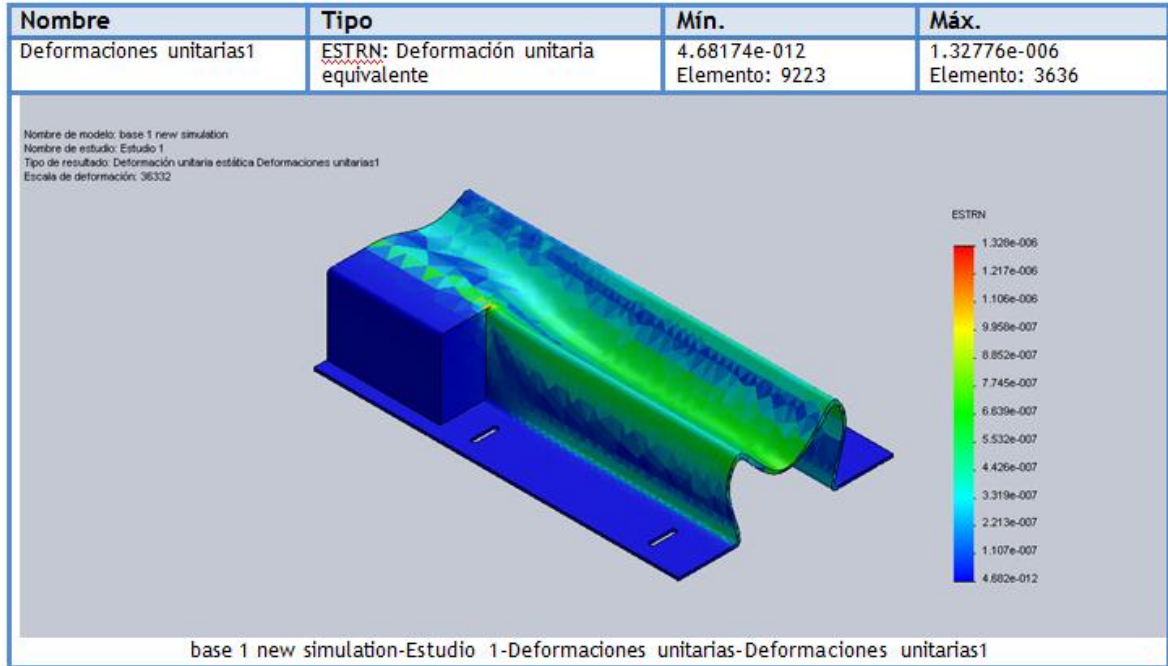 Nombre Tipo Mín. Máx.
Deformaciones unitarias1 ESTRN: Deformación unitaria equivalente 4.68174e-012 Elemento: 9223 1.32776e-006 Elemento: 3636
Nombre de modelo: base 1 new simulation
Nombre de estudio: Estudio 1
Tipo de resultado: Deformación unitaria estática Deformaciones unitarias1
Escala de deformación: 36332
ESTRN
1.328e-006
1.217e-006
1.106e-006
9.958e-007
8.852e-007
7.745e-007
6.639e-007
5.532e-007
4.426e-007
3.319e-007
2.213e-007
1.107e-007
4.682e-012
base 1 new simulation-Estudio 1-Deformaciones unitarias-Deformaciones unitarias1